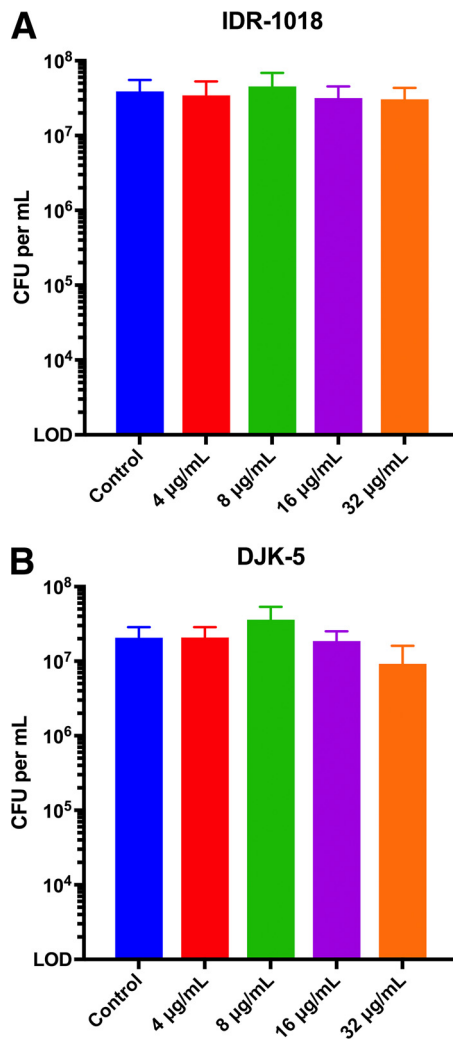 A
IDR-1018
10⁸
10⁷
10⁶
10⁵
10⁴
LOD
CFU per mL
Control
4 µg/mL
8 µg/mL
16 µg/mL
32 µg/mL
B
DJK-5
10⁸
10⁷
10⁶
10⁵
10⁴
LOD
CFU per mL
Control
4 µg/mL
8 µg/mL
16 µg/mL
32 µg/mL